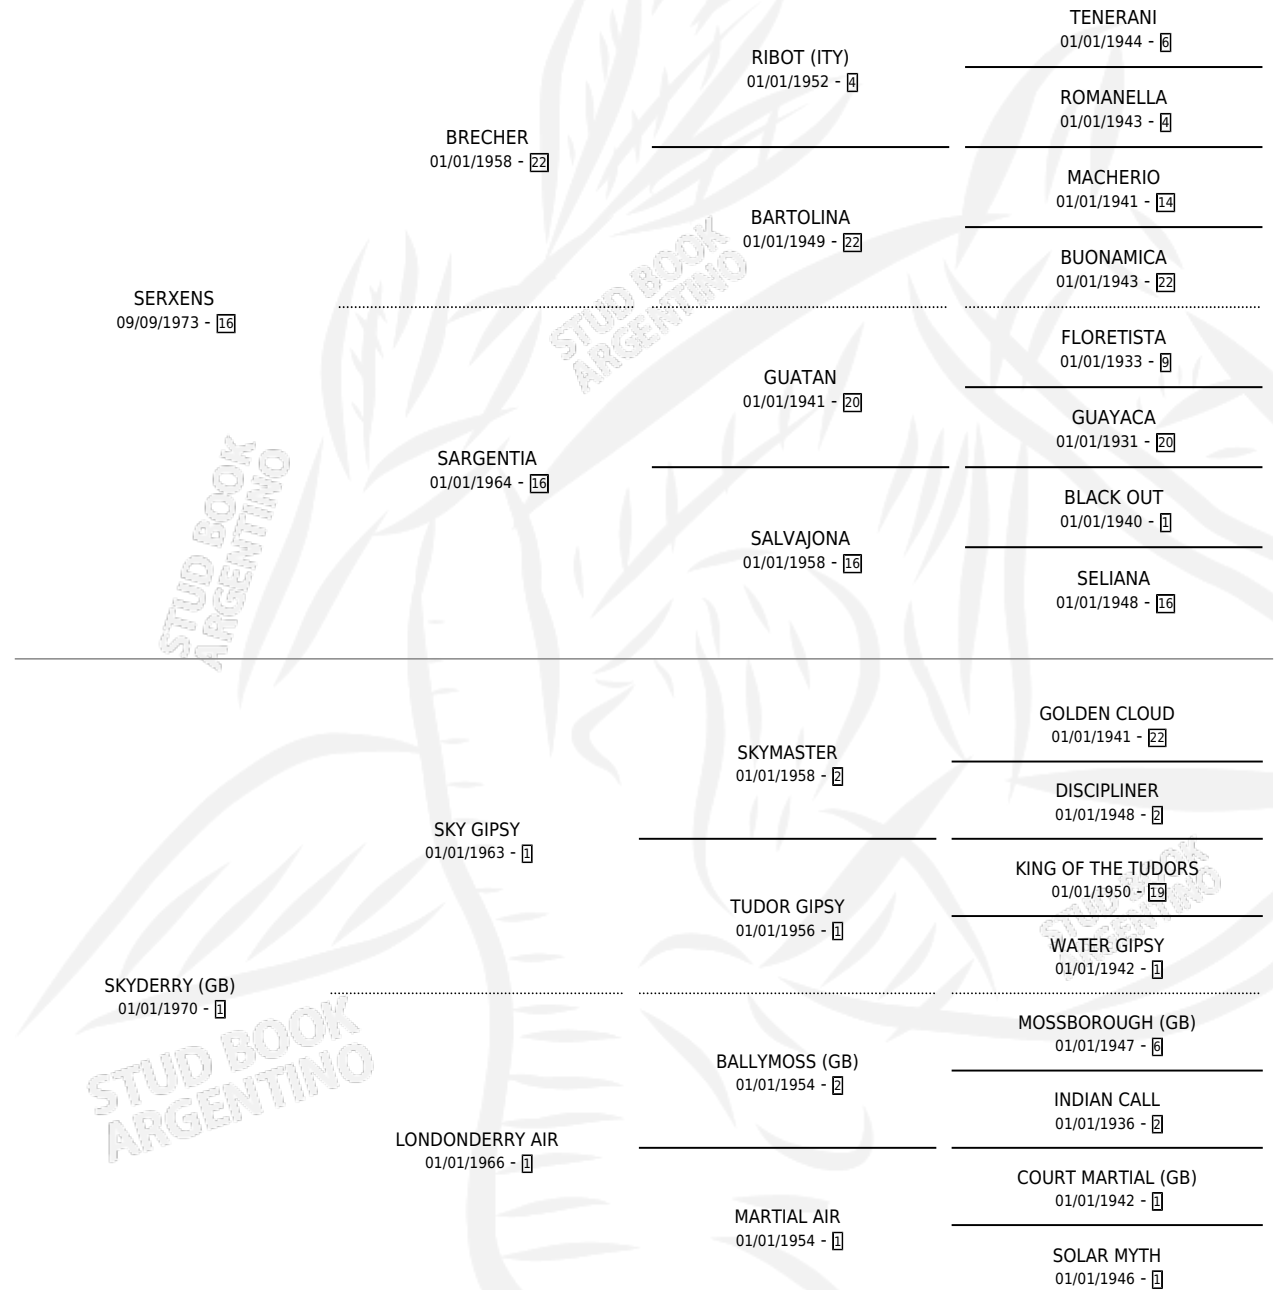 TENERANI
01/01/1944 - 6
RIBOT (ITY)
01/01/1952 - 4
ROMANELLA
01/01/1943 - 4
BRECHER
01/01/1958 - 22
MACHERIO
01/01/1941 - 14
BARTOLINA
01/01/1949 - 22
BUONAMICA
01/01/1943 - 22
SERXENS
09/09/1973 - 16
FLORETISTA
01/01/1933 - 9
GUATAN
01/01/1941 - 20
GUAYACA
01/01/1931 - 20
SARGENTIA
01/01/1964 - 16
BLACK OUT
01/01/1940 - 1
SALVAJONA
01/01/1958 - 16
SELIANA
01/01/1948 - 16
GOLDEN CLOUD
01/01/1941 - 22
SKYMASTER
01/01/1958 - 2
DISCIPLINER
01/01/1948 - 2
SKY GIPSY
01/01/1963 - 1
KING OF THE TUDORS
01/01/1950 - 19
TUDOR GIPSY
01/01/1956 - 1
WATER GIPSY
01/01/1942 - 1
SKYDERRY (GB)
01/01/1970 - 1
MOSSBOROUGH (GB)
01/01/1947 - 6
BALLYMOSS (GB)
01/01/1954 - 2
INDIAN CALL
01/01/1936 - 2
LONDONDERRY AIR
01/01/1966 - 1
COURT MARTIAL (GB)
01/01/1942 - 1
MARTIAL AIR
01/01/1954 - 1
SOLAR MYTH
01/01/1946 - 1
STUD BOOK
ARGENTINO
STUD BOOK
ARGENTINO
STUD BOOK
ARGENTINO
STUD BOOK
ARGENTINO